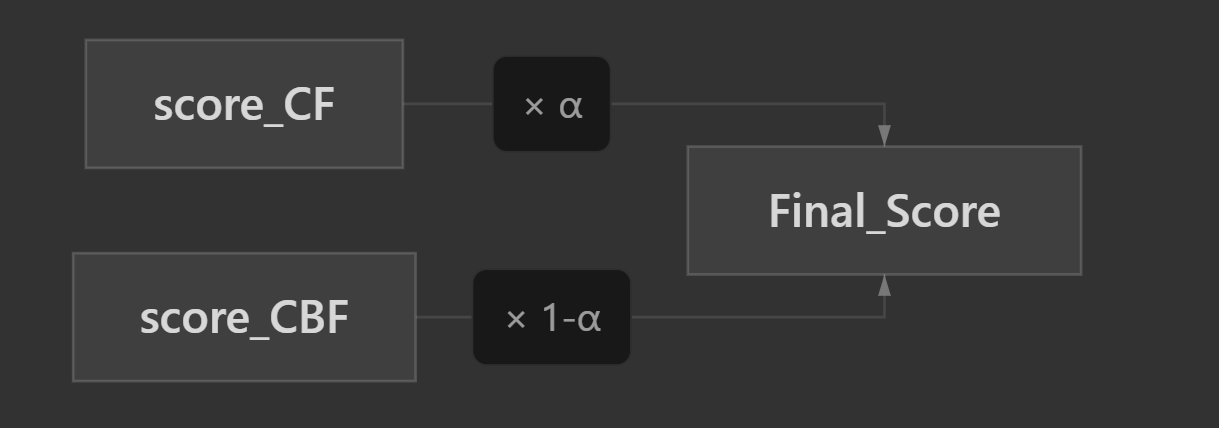 score_CF
× α
Final_Score
score_CBF
× 1-α